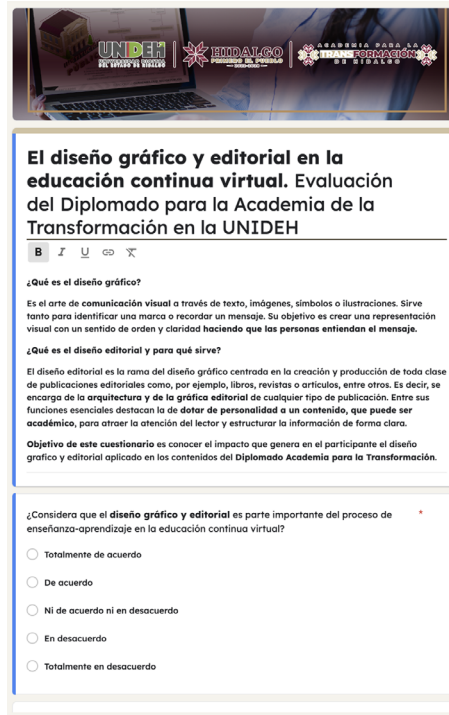 UNIDEH
UNIVERSIDAD DIGITAL
DEL ESTADO DE HIDALGO
HIDALGO
PRIMERO EL PUEBLO
ACADEMIA PARA LA
TRANSFORMACIÓN
DE HIDALGO
El diseño gráfico y editorial en la
educación continua virtual. Evaluación
del Diplomado para la Academia de la
Transformación en la UNIDEH
B I U
¿Qué es el diseño gráfico?
Es el arte de comunicación visual a través de texto, imágenes, símbolos o ilustraciones. Sirve
tanto para identificar una marca o recordar un mensaje. Su objetivo es crear una representación
visual con un sentido de orden y claridad haciendo que las personas entiendan el mensaje.
¿Qué es el diseño editorial y para qué sirve?
El diseño editorial es la rama del diseño gráfico centrada en la creación y producción de toda clase
de publicaciones editoriales como, por ejemplo, libros, revistas o artículos, entre otros. Es decir, se
encarga de la arquitectura y de la gráfica editorial de cualquier tipo de publicación. Entre sus
funciones esenciales destacan la de dotar de personalidad a un contenido, que puede ser
académico, para atraer la atención del lector y estructurar la información de forma clara.
Objetivo de este cuestionario es conocer el impacto que genera en el participante el diseño
grafico y editorial aplicado en los contenidos del Diplomado Academia para la Transformación.
¿Considera que el diseño gráfico y editorial es parte importante del proceso de *
enseñanza-aprendizaje en la educación continua virtual?
Totalmente de acuerdo
De acuerdo
Ni de acuerdo ni en desacuerdo
En desacuerdo
Totalmente en desacuerdo